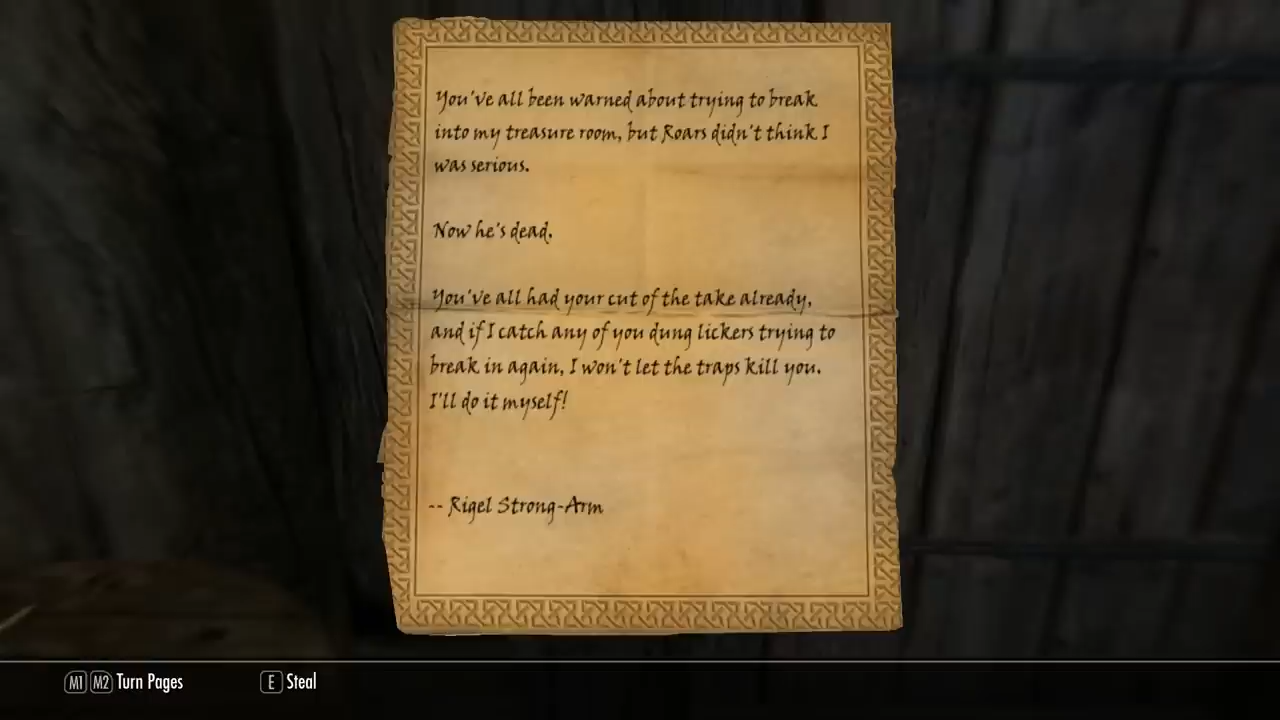 You've all been warned about trying to break
into my treasure room, but Roars didn't think I
was serious.
Now he's dead.
You've all had your cut of the take already,
and if I catch any of you dung lickers trying to
break in again, I won't let the traps kill you.
I'll do it myself!
-- Rigel Strong-Arm
M1 M2 Turn Pages
E Steal